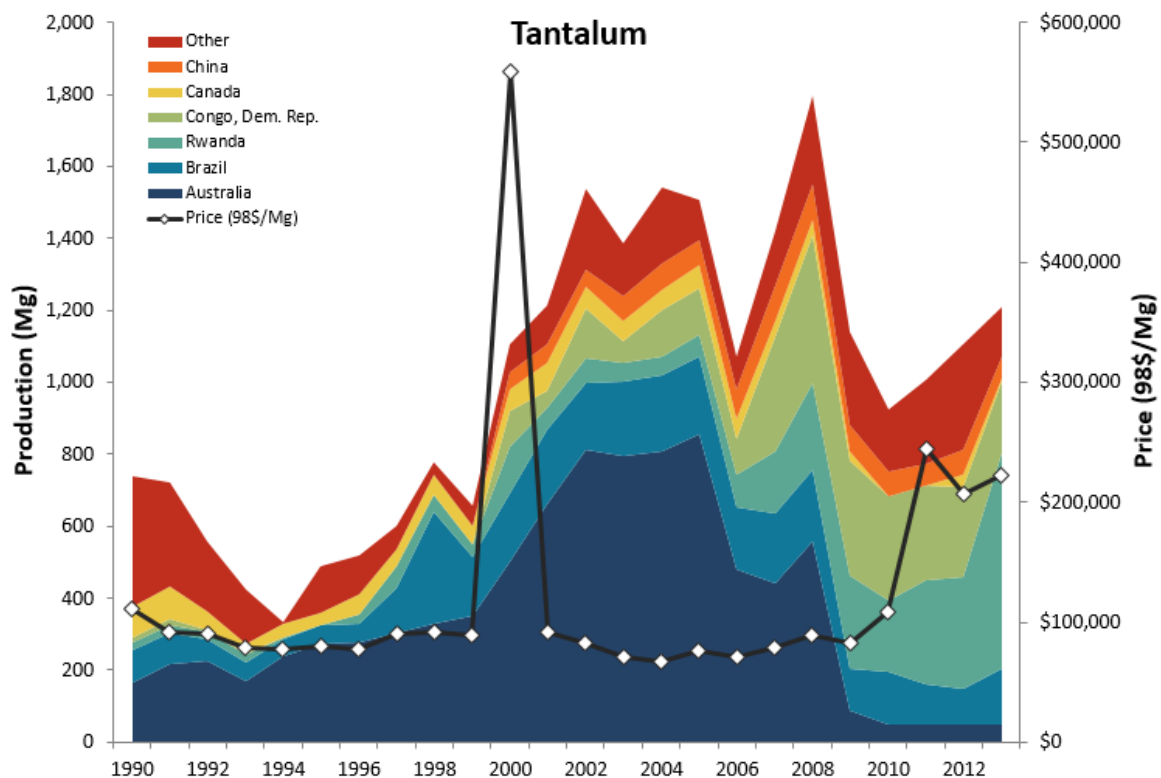 Tantalum
Other
China
Canada
Congo, Dem. Rep.
Rwanda
Brazil
Australia
Price (98$/Mg)
Production (Mg)
2,000
1,800
1,600
1,400
1,200
1,000
800
600
400
200
0
$600,000
$500,000
$400,000
$300,000
$200,000
$100,000
$0
Price (98$/Mg)
1990 1992 1994 1996 1998 2000 2002 2004 2006 2008 2010 2012